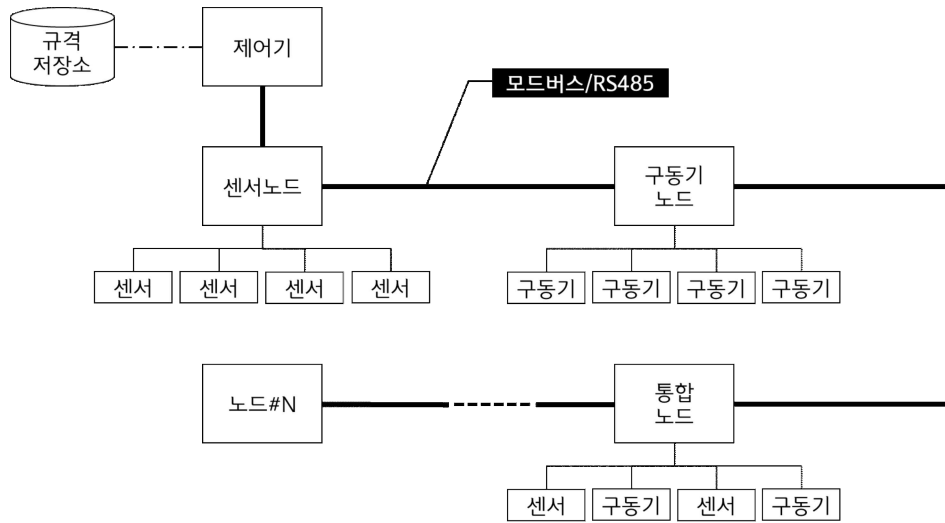 규격
저장소
제어기
모드버스/RS485
센서노드
구동기
노드
센서
센서
센서
센서
구동기
구동기
구동기
구동기
노드#N
통합
노드
센서
구동기
센서
구동기